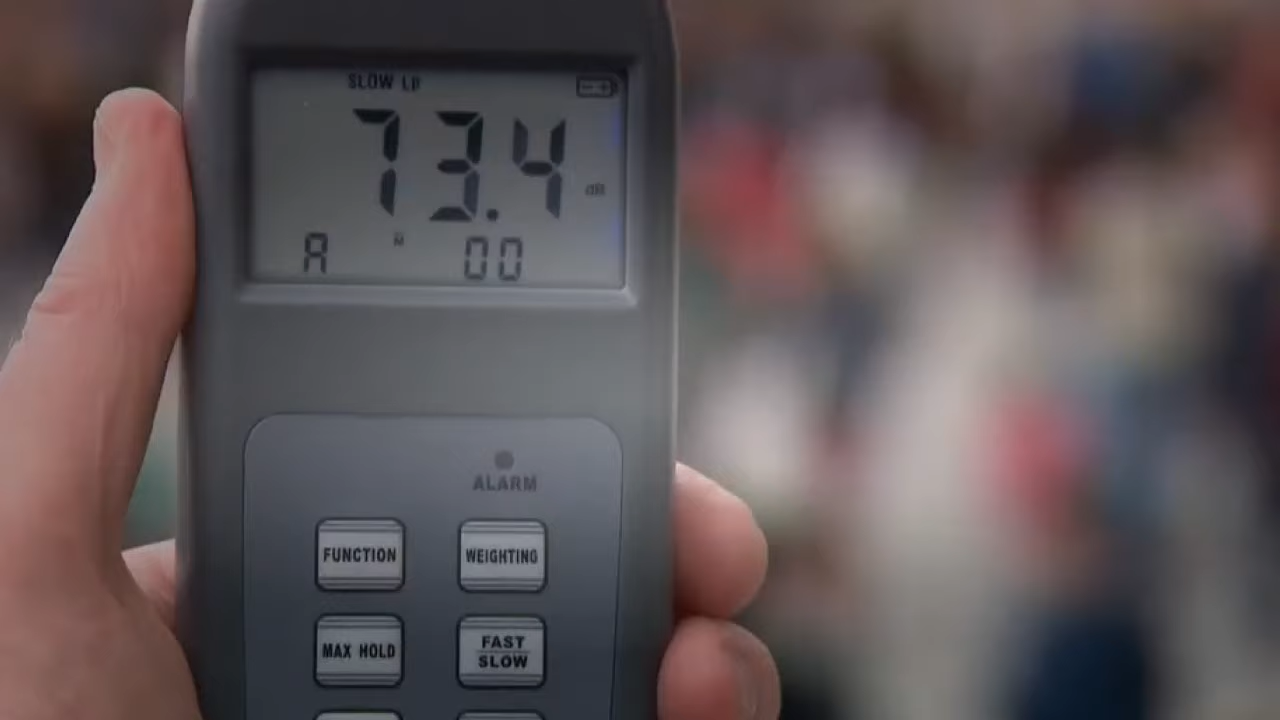 SLOW Lp
73.4 dB
A M 00
ALARM
FUNCTION WEIGHTING
MAX HOLD FAST
SLOW